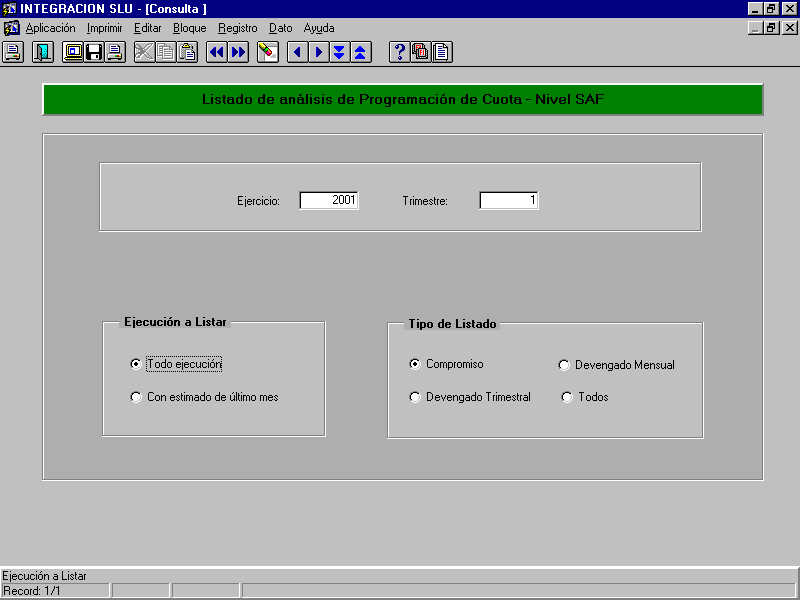 INTEGRACION SLU - [Consulta ]
Aplicación Imprimir Editar Bloque Registro Dato Ayuda
?
Listado de análisis de Programación de Cuota - Nivel SAF
Ejercicio: 2001 Trimestre: 1
Ejecución a Listar
Todo ejecución
Con estimado de último mes
Tipo de Listado
Compromiso Devengado Mensual
Devengado Trimestral Todos
Ejecución a Listar
Record: 1/1